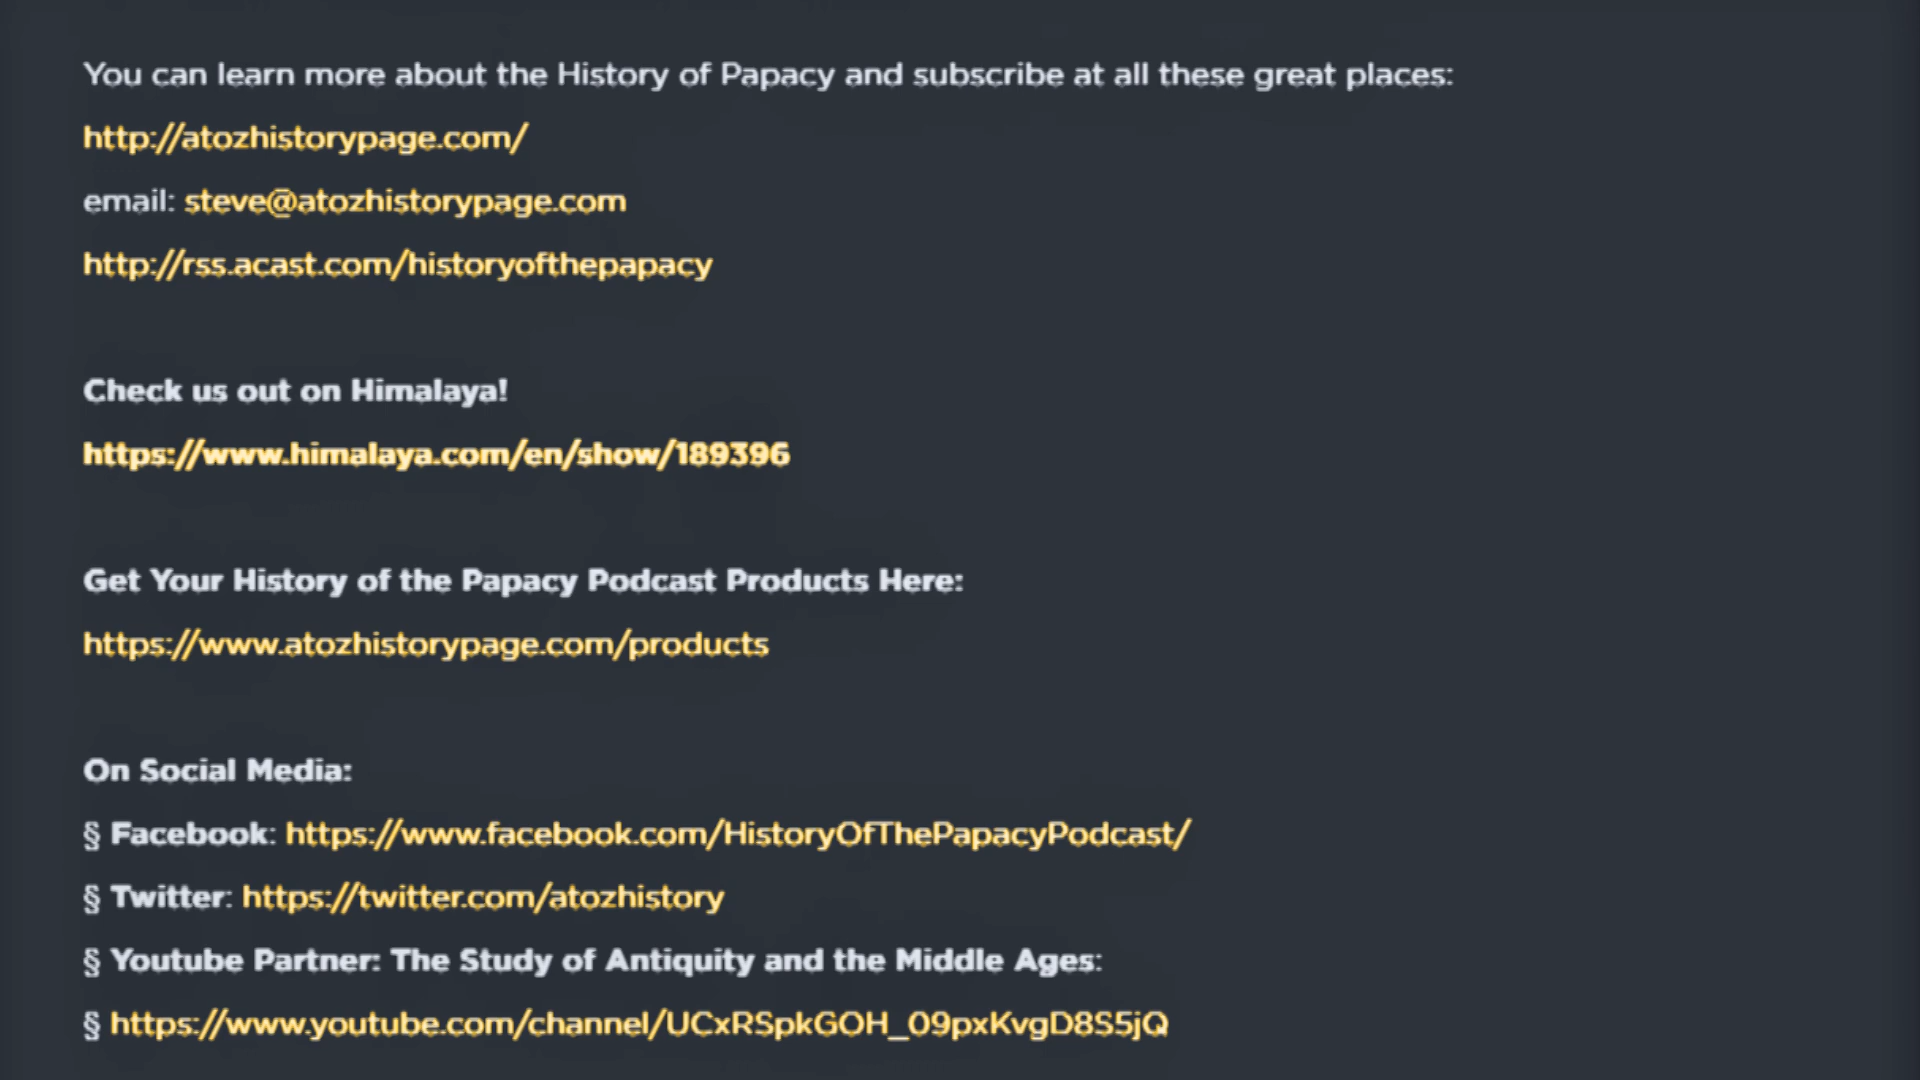 You can learn more about the History of Papacy and subscribe at all these great places:
http://atozhistorypage.com/
email: steve@atozhistorypage.com
http://rss.acast.com/historyofthepapacy
Check us out on Himalaya!
https://www.himalaya.com/en/show/189396
Get Your History of the Papacy Podcast Products Here:
https://www.atozhistorypage.com/products
On Social Media:
§ Facebook: https://www.facebook.com/HistoryOfThePapacyPodcast/
§ Twitter: https://twitter.com/atozhistory
§ Youtube Partner: The Study of Antiquity and the Middle Ages:
§ https://www.youtube.com/channel/UCxRSpkGOH_09pxKvgD8S5jQ